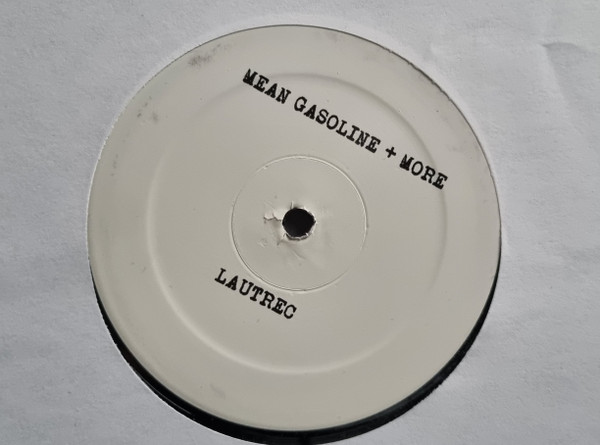 MEAN GASOLINE + MORE
LAUTREC